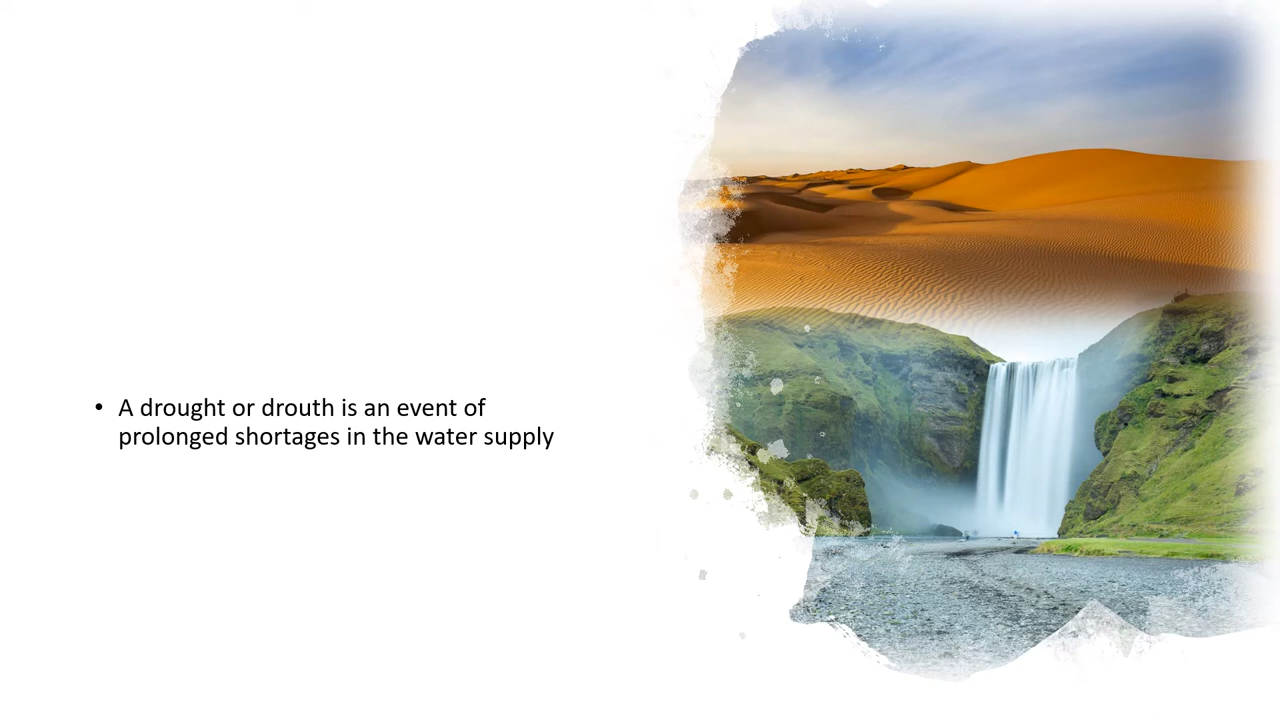 • A drought or drouth is an event of
prolonged shortages in the water supply